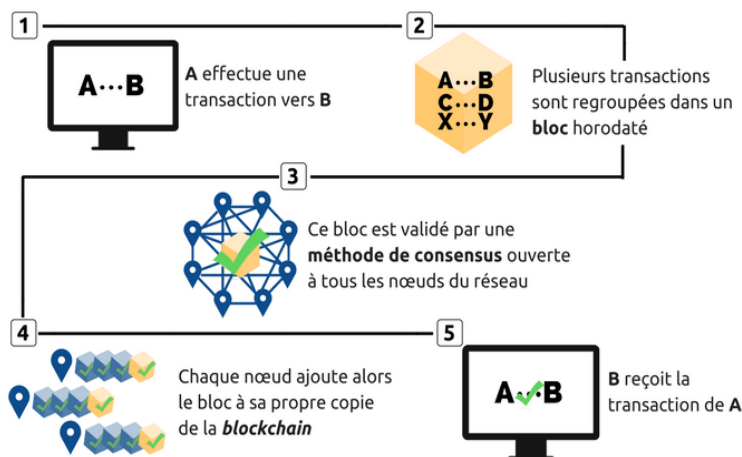 1
A···B
A effectue une
transaction vers B
2
A···B
C···D
X···Y
Plusieurs transactions
sont regroupées dans un
bloc horodaté
3
Ce bloc est validé par une
méthode de consensus ouverte
à tous les nœuds du réseau
4
Chaque nœud ajoute alors
le bloc à sa propre copie
de la blockchain
5
A···B
B reçoit la
transaction de A